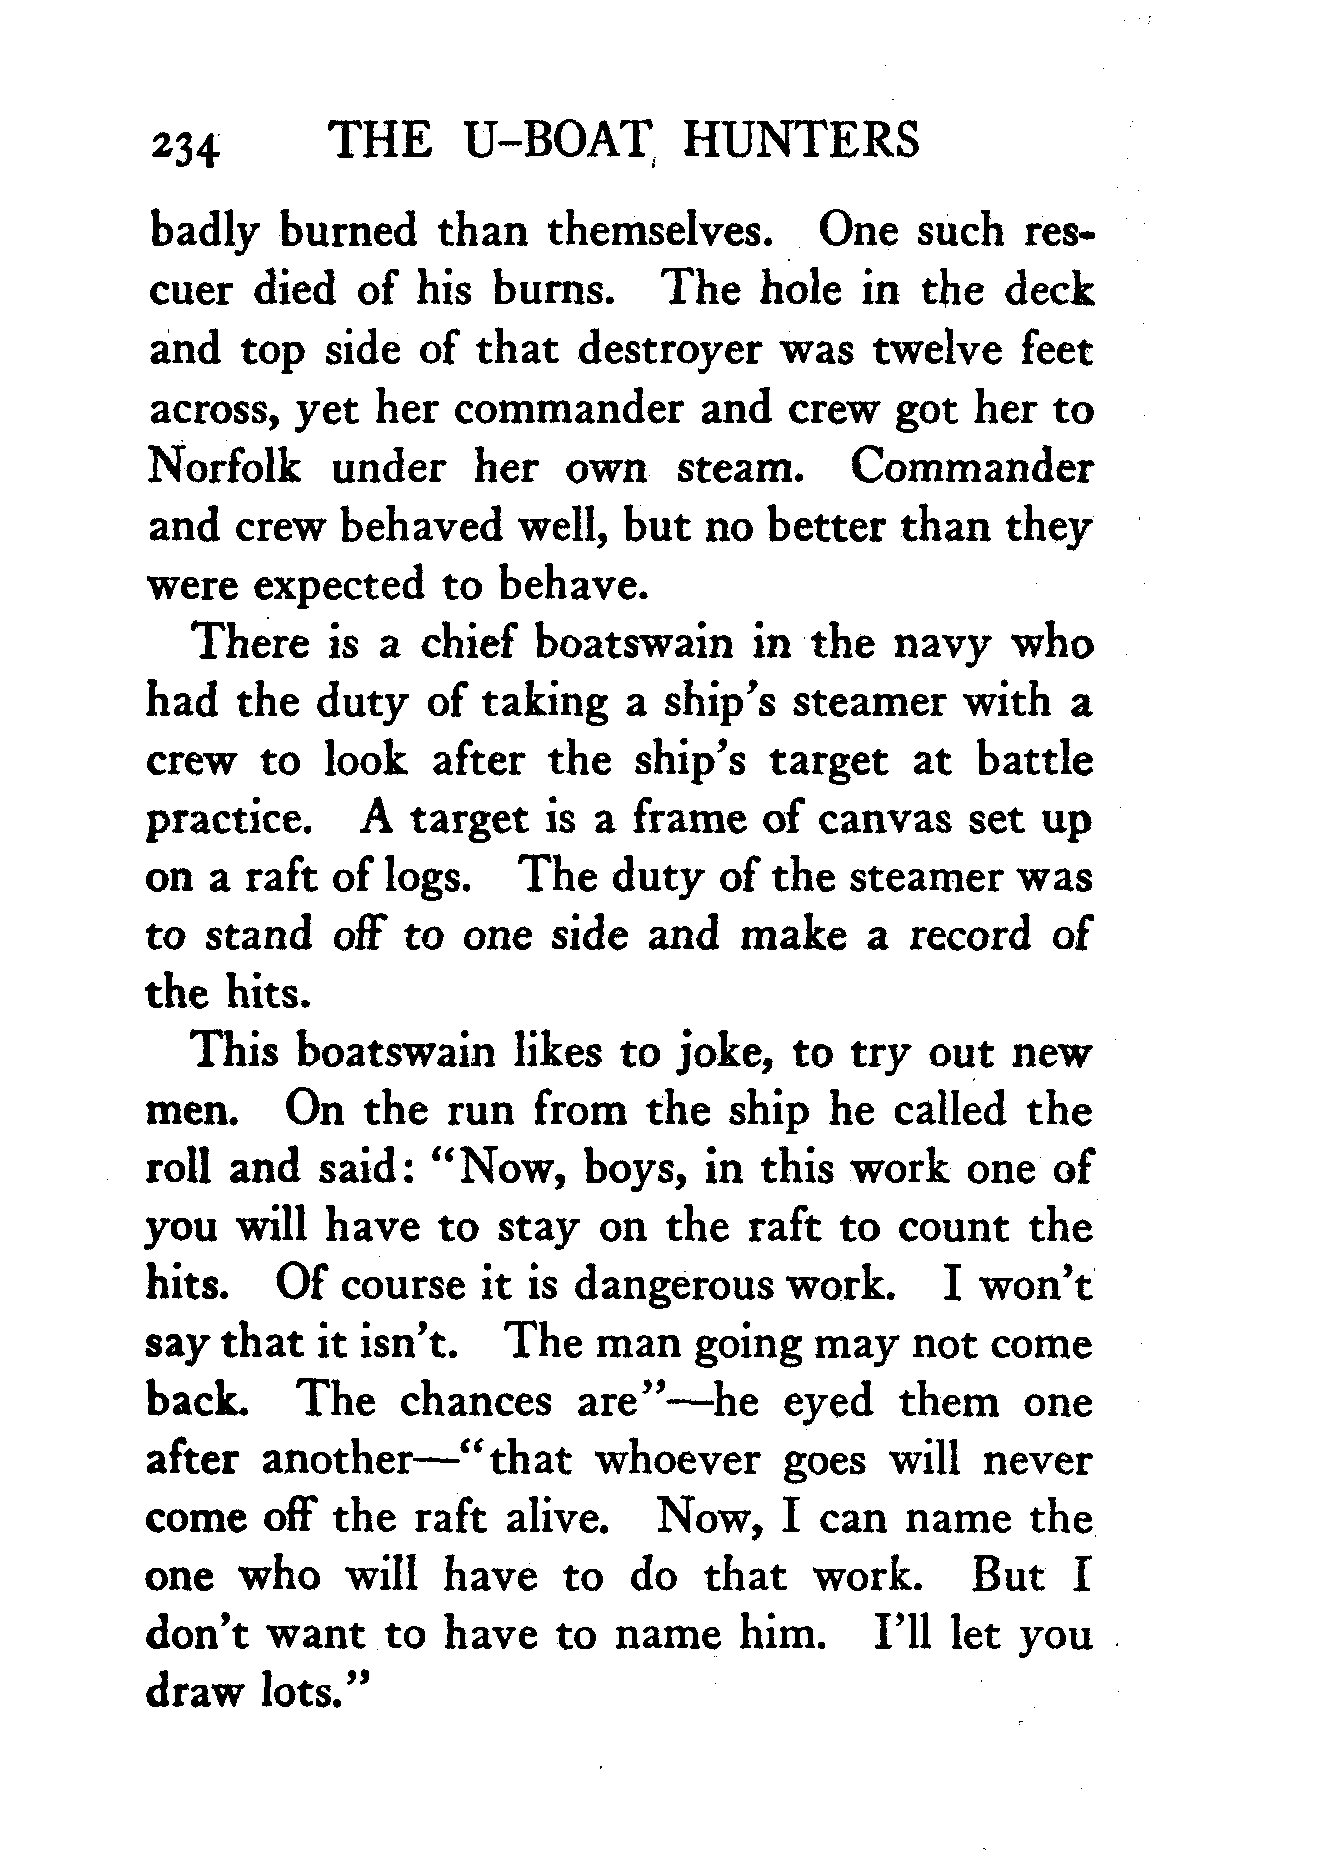 234 THE U-BOAT HUNTERS
badly burned than themselves. One such res-
cuer died of his burns. The hole in the deck
and top side of that destroyer was twelve feet
across, yet her commander and crew got her to
Norfolk under her own steam. Commander
and crew behaved well, but no better than they
were expected to behave.
There is a chief boatswain in the navy who
had the duty of taking a ship's steamer with a
crew to look after the ship's target at battle
practice. A target is a frame of canvas set up
on a raft of logs. The duty of the steamer was
to stand off to one side and make a record of
the hits.
This boatswain likes to joke, to try out new
men. On the run from the ship he called the
roll and said: "Now, boys, in this work one of
you will have to stay on the raft to count the
hits. Of course it is dangerous work. I won't
say that it isn't. The man going may not come
back. The chances are"—he eyed them one
after another—"that whoever goes will never
come off the raft alive. Now, I can name the
one who will have to do that work. But I
don't want to have to name him. I'll let you
draw lots."